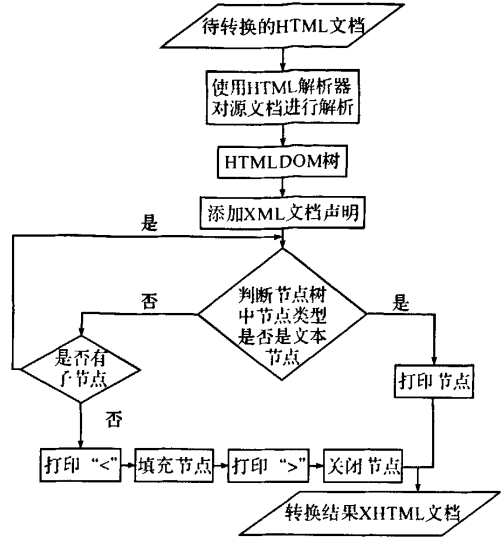 待转换的HTML文档
使用HTML解析器
对源文档进行解析
HTMLDOM树
添加XML文档声明
是
判断节点树
中节点类型
是否是文本
节点
否
是
是否有
子节点
打印节点
否
打印“<”
填充节点
打印“>”
关闭节点
转换结果XHTML文档